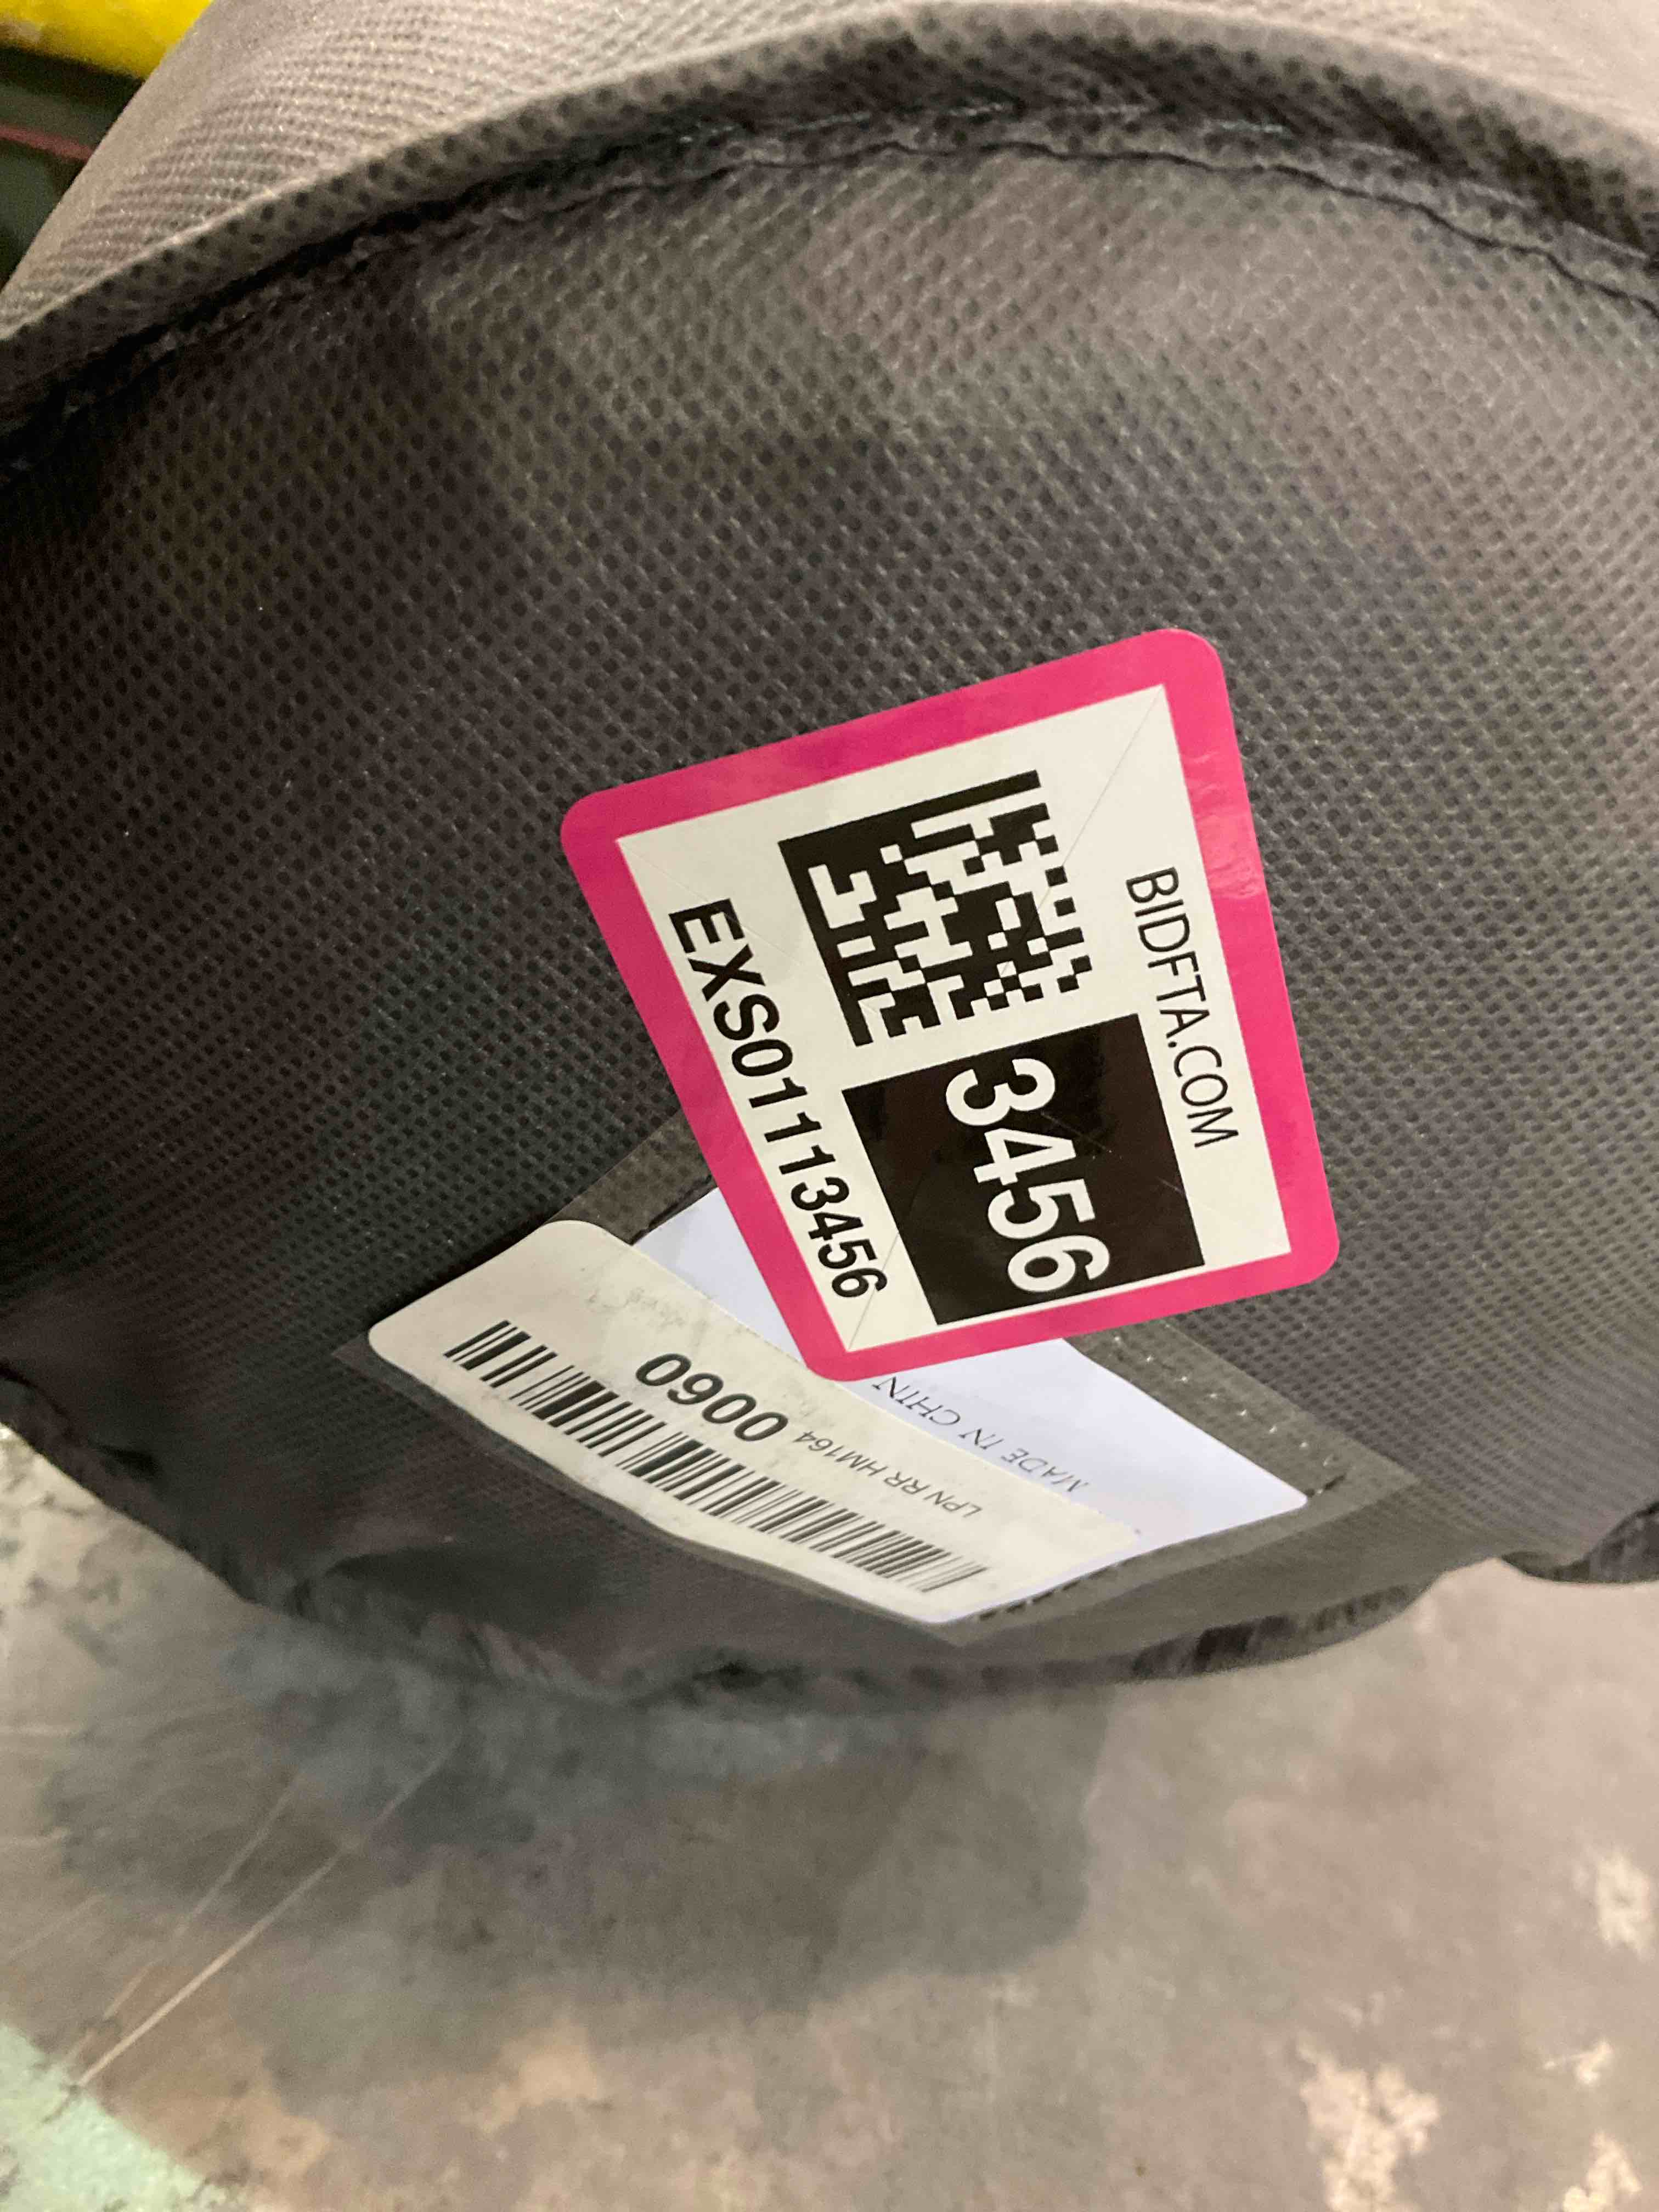 BIDFTA.COM
3456
EXS01113456
MADE IN CHIN
LPN RR HM164 0060